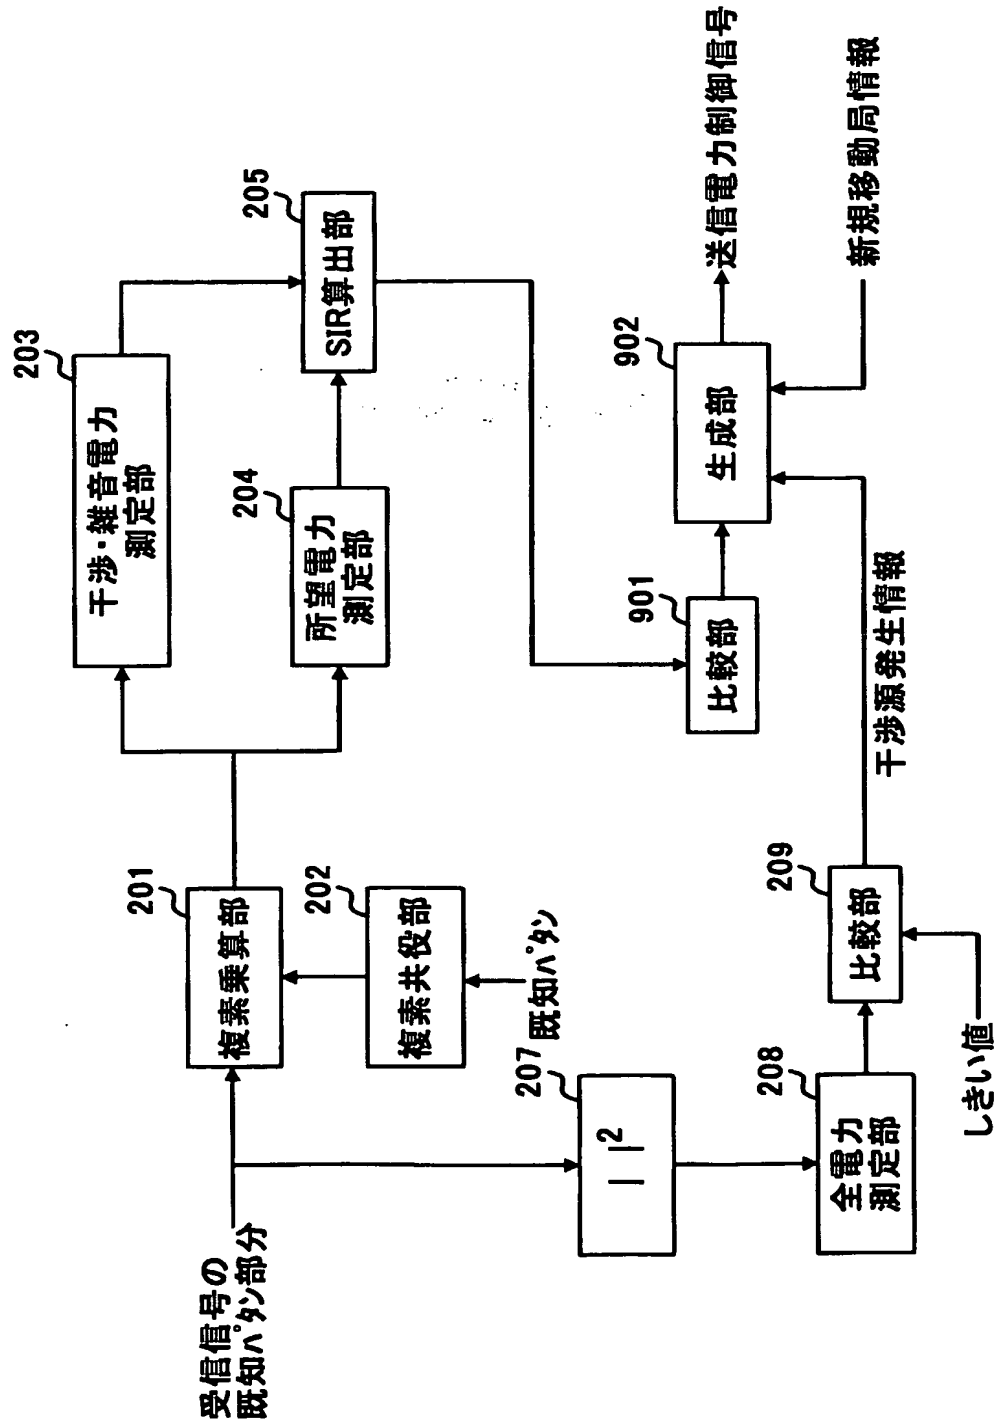 受信信号の
既知パタン部分
201
複素乗算部
202
複素共役部
既知パタン
203
干渉・雑音電力
測定部
204
所望電力
測定部
205
SIR算出部
207
| |2
208
全電力
測定部
209
比較部
しきい値
干渉源発生情報
901
比較部
902
生成部
送信電力制御信号
新規移動局情報